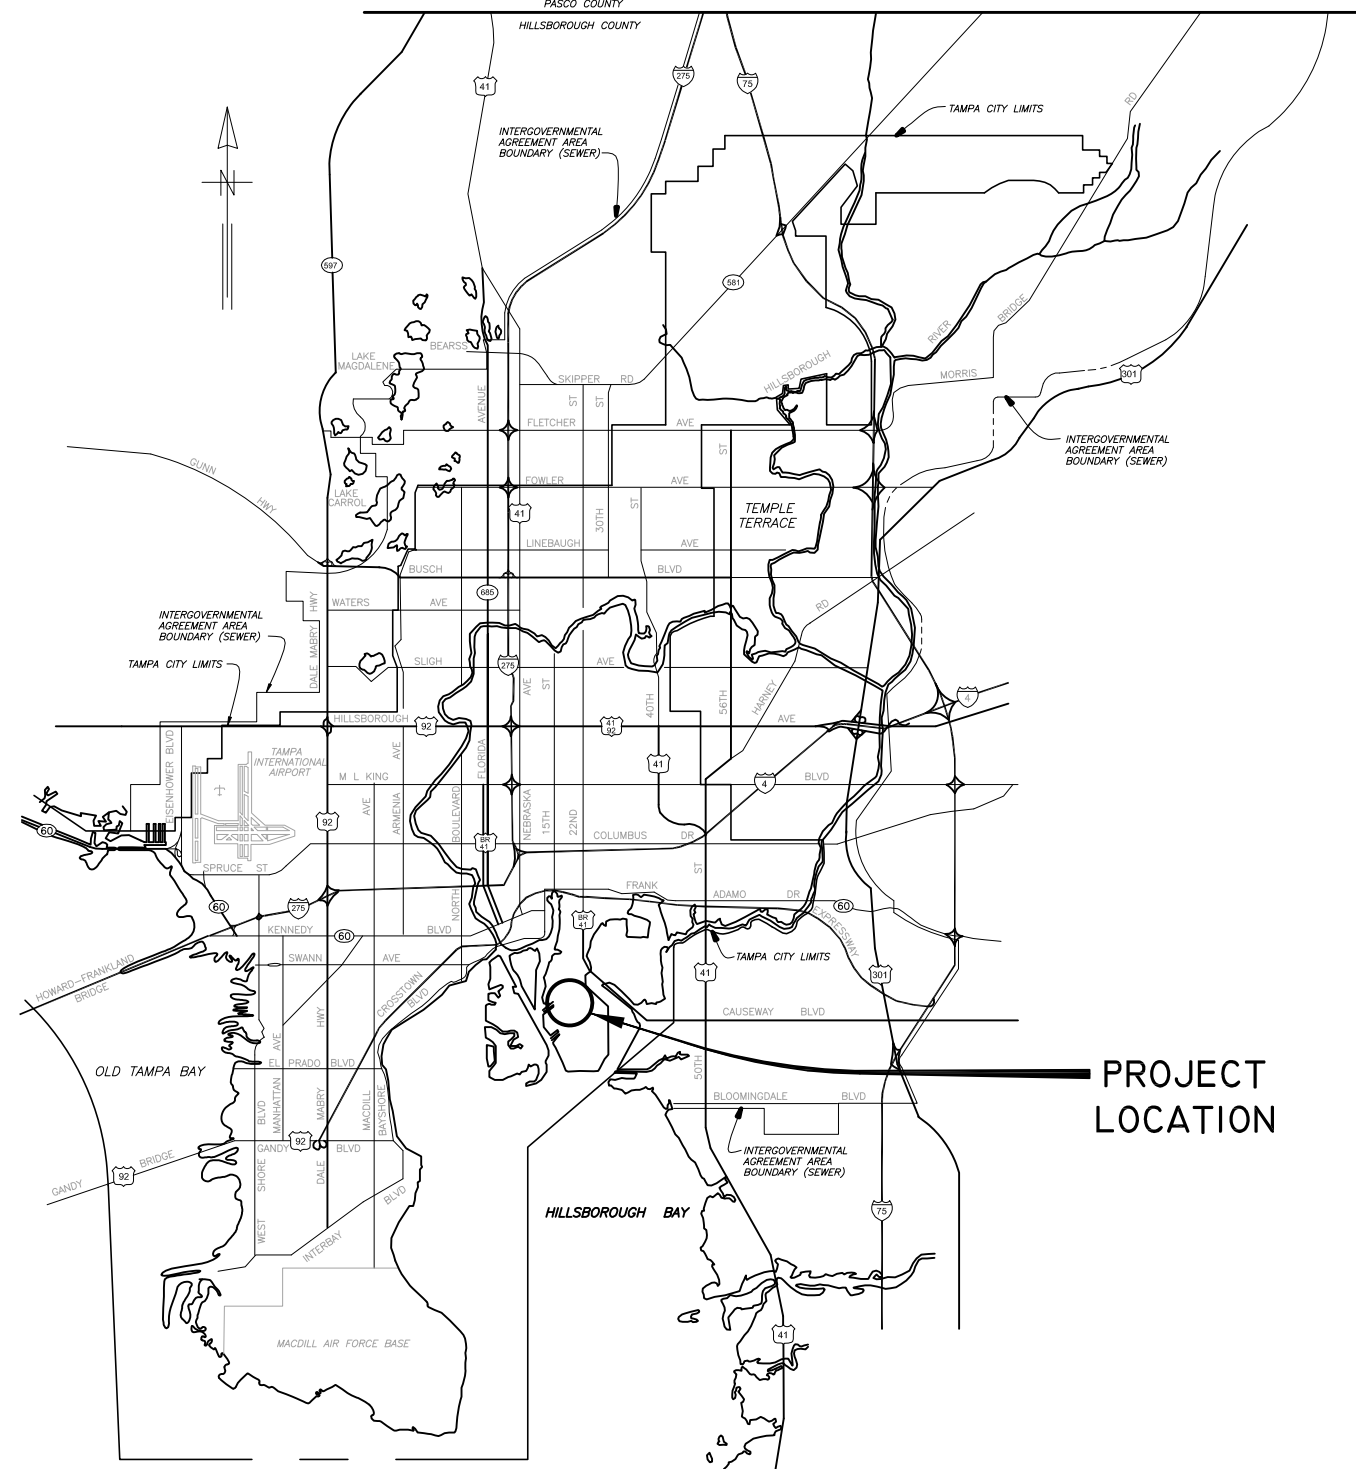 PASCO COUNTY
HILLSBOROUGH COUNTY
275
75
41
TAMPA CITY LIMITS
RD
INTERGOVERNMENTAL
AGREEMENT AREA
BOUNDARY (SEWER)
N
597
581
BRIDGE
RIVER
HILLSBOROUGH
BEARSS
LAKE
MAGDALENE
SKIPPER RD
MORRIS
301
AVENUE
ST
ST
FLETCHER AVE
INTERGOVERNMENTAL
AGREEMENT AREA
BOUNDARY (SEWER)
GUNN
HWY
ST
LAKE
CARROL
FOWLER AVE
41
30TH
ST
TEMPLE
TERRACE
LINEBAUGH AVE
BUSCH BLVD
685
WATERS AVE
RD
INTERGOVERNMENTAL
AGREEMENT AREA
BOUNDARY (SEWER)
TAMPA CITY LIMITS
DALE MABRY HWY
SLIGH AVE
275
AVE
ST
40TH
56TH
HARNEY
4
HILLSBOROUGH
92
41
92
AVE
EISENHOWER BLVD
TAMPA
INTERNATIONAL
AIRPORT
AVE
FLORIDA
41
M L KING BLVD
4
AVE
ARMENIA
BOULEVARD
NEBRASKA
15TH
22ND
60
92
COLUMBUS DR
BR
41
SPRUCE ST
ST
FRANK
ADAMO DR
60
275
NORTH
BR
41
60
EXPRESSWAY
KENNEDY
60
BLVD
SWANN AVE
TAMPA CITY LIMITS
HOWARD-FRANKLAND
BRIDGE
CROSSTOWN
BLVD
41
301
HWY
AVE
CAUSEWAY BLVD
OLD TAMPA BAY
EL PRADO BLVD
50TH
PROJECT
LOCATION
BLVD
MANHATTAN
MABRY
MACDILL
BAYSHORE
BLOOMINGDALE BLVD
92
GANDY BLVD
INTERGOVERNMENTAL
AGREEMENT AREA
BOUNDARY (SEWER)
GANDY
92
BRIDGE
SHORE
DALE
BLVD
WEST
INTERBAY
HILLSBOROUGH BAY
75
41
MACDILL AIR FORCE BASE